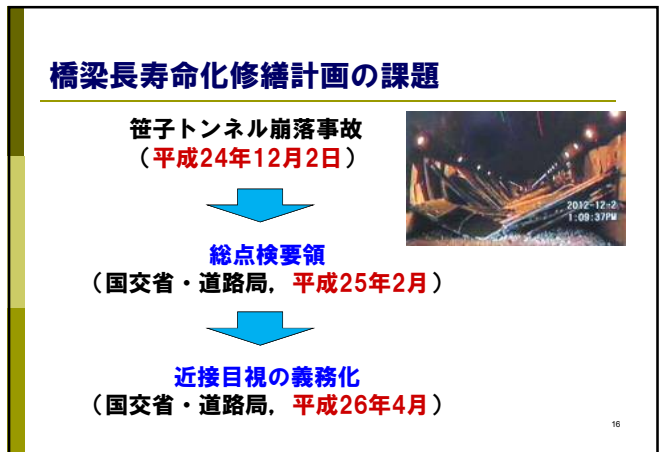 橋梁長寿命化修繕計画の課題
笹子トンネル崩落事故
（平成24年12月2日）
2012-12-2
1:09:37PM
総点検要領
（国交省・道路局，平成25年2月）
近接目視の義務化
（国交省・道路局，平成26年4月）
16